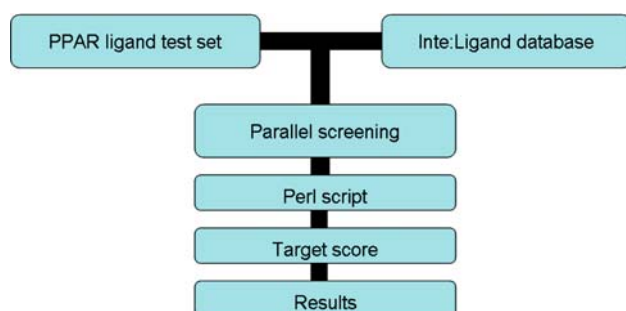 PPAR ligand test set
Inte:Ligand database
Parallel screening
Perl script
Target score
Results